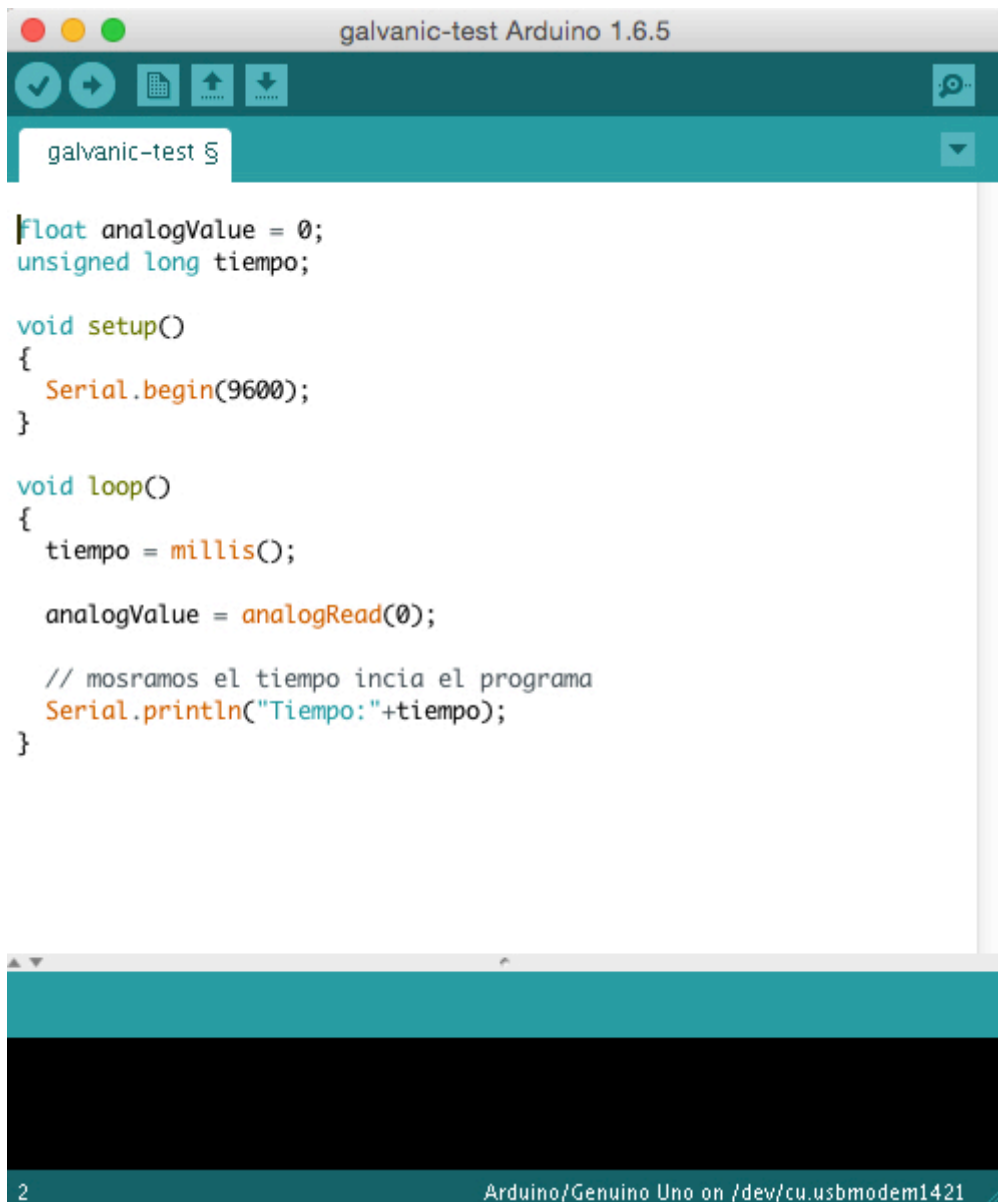 galvanic-test Arduino 1.6.5
galvanic-test §
float analogValue = 0;
unsigned long tiempo;
void setup()
{
Serial.begin(9600);
}
void loop()
{
tiempo = millis();
analogValue = analogRead(0);
// mosramos el tiempo incia el programa
Serial.println("Tiempo:"+tiempo);
}
2 Arduino/Genuino Uno on /dev/cu.usbmodem1421